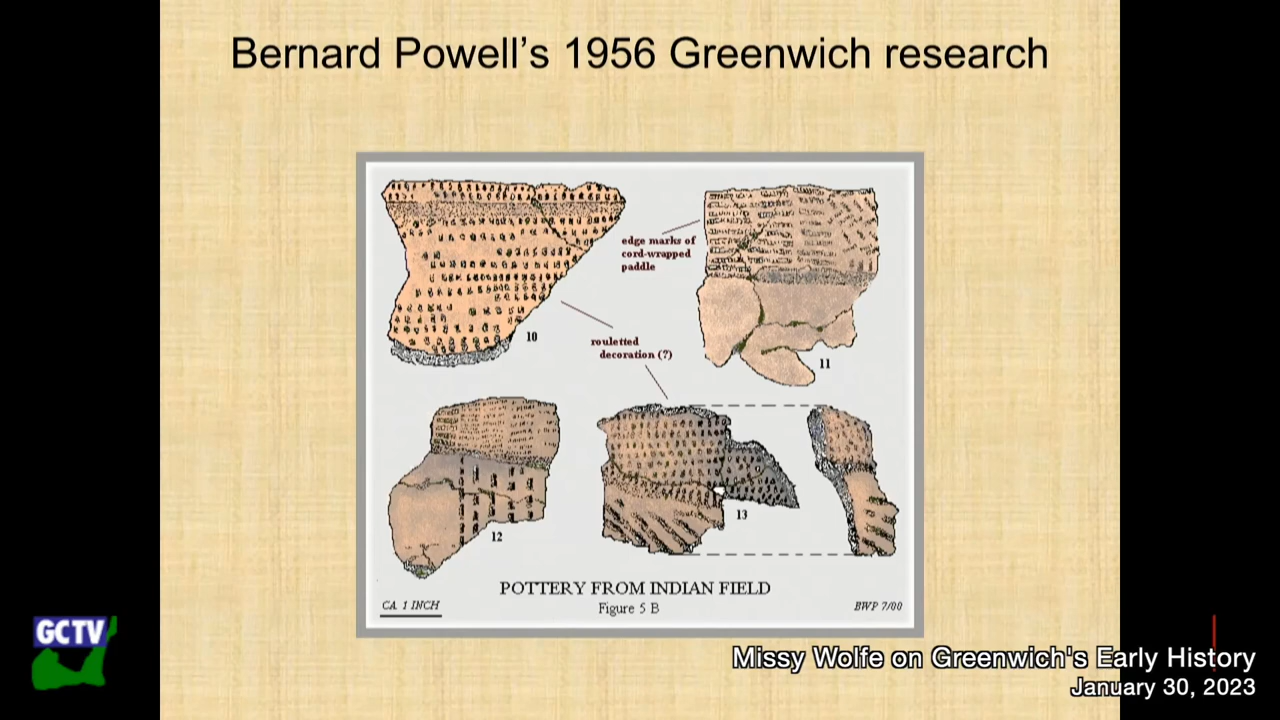 Bernard Powell's 1956 Greenwich research
edge marks of
cord-wrapped
paddle
10
rouletted
decoration (?)
11
12
13
POTTERY FROM INDIAN FIELD
Figure 5 B
CA. 1 INCH
BWP 7/00
GCTV
Missy Wolfe on Greenwich's Early History
January 30, 2023